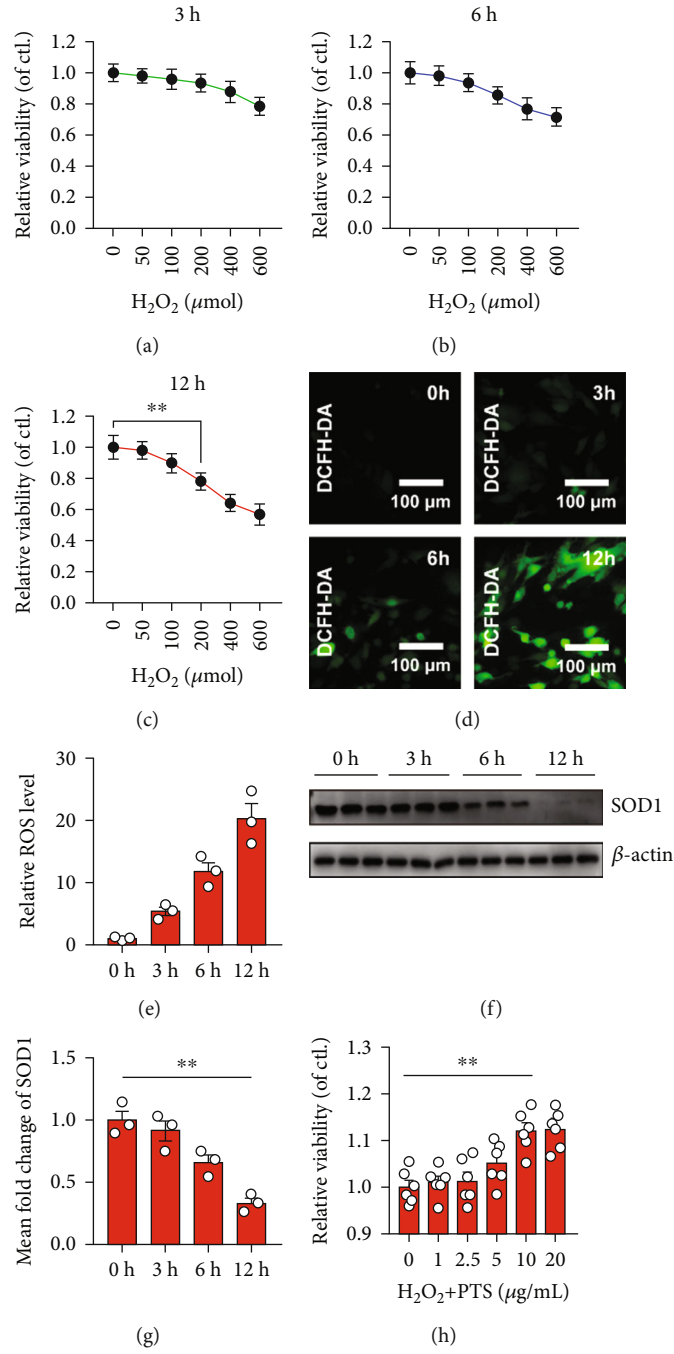 3 h
Relative viability (of ctl.)
1.2
1.0
0.8
0.6
0.4
0.2
0.0
0 50 100 200 400 600
H₂O₂ (μmol)
(a)
6 h
Relative viability (of ctl.)
1.2
1.0
0.8
0.6
0.4
0.2
0.0
0 50 100 200 400 600
H₂O₂ (μmol)
(b)
12 h
Relative viability (of ctl.)
1.2
1.0
0.8
0.6
0.4
0.2
0.0
**
0 50 100 200 400 600
H₂O₂ (μmol)
(c)
DCFH-DA
0h
100 μm
DCFH-DA
3h
100 μm
DCFH-DA
6h
100 μm
DCFH-DA
12h
100 μm
(d)
Relative ROS level
30
20
10
0
0 h 3 h 6 h 12 h
(e)
0 h 3 h 6 h 12 h
SOD1
β-actin
(f)
Mean fold change of SOD1
1.5
1.0
0.5
0.0
**
0 h 3 h 6 h 12 h
(g)
Relative viability (of ctl.)
1.3
1.2
1.1
1.0
0.9
**
0 1 2.5 5 10 20
H₂O₂+PTS (μg/mL)
(h)